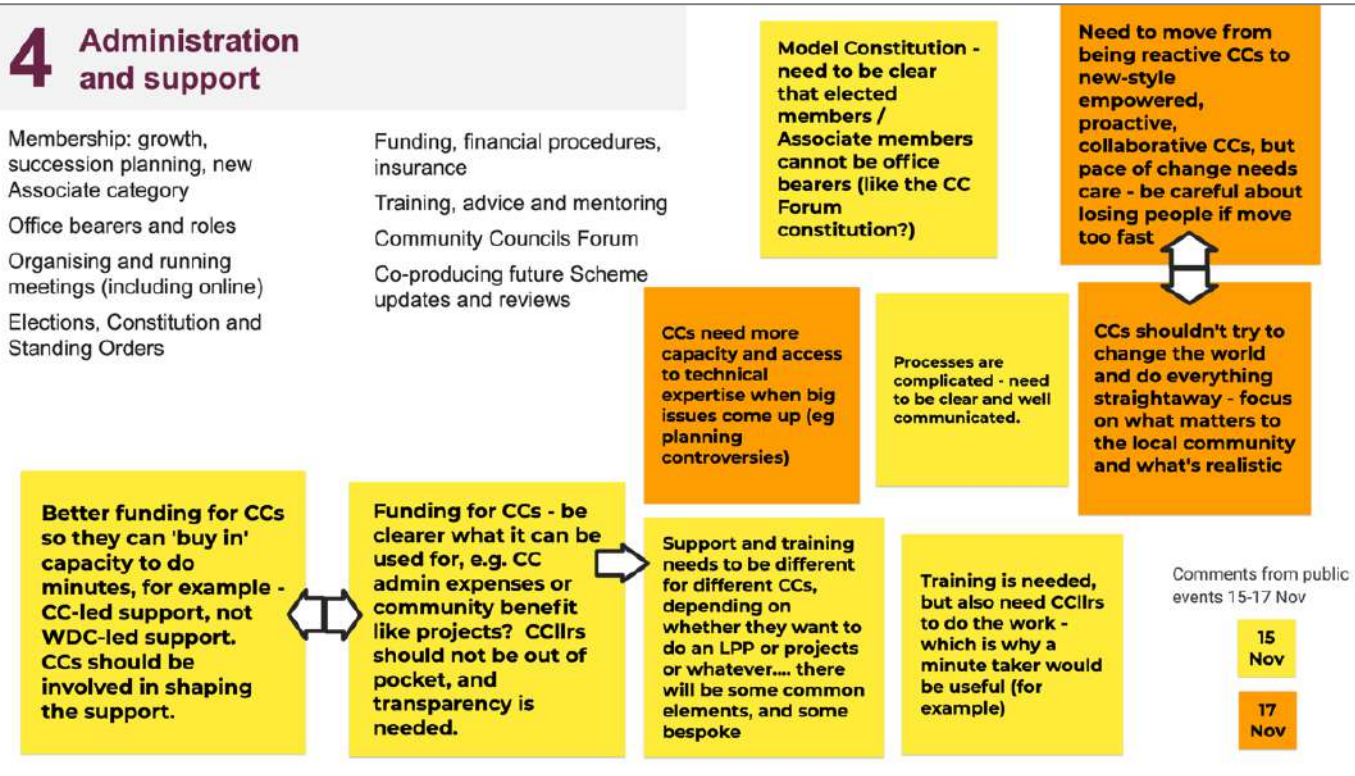 4 Administration
and support
Membership: growth,
succession planning, new
Associate category
Office bearers and roles
Organising and running
meetings (including online)
Elections, Constitution and
Standing Orders
Funding, financial procedures,
insurance
Training, advice and mentoring
Community Councils Forum
Co-producing future Scheme
updates and reviews
Model Constitution -
need to be clear
that elected
members /
Associate members
cannot be office
bearers (like the CC
Forum
constitution?)
Need to move from
being reactive CCs to
new-style
empowered,
proactive,
collaborative CCs, but
pace of change needs
care - be careful about
losing people if move
too fast
CCs need more
capacity and access
to technical
expertise when big
issues come up (eg
planning
controversies)
Processes are
complicated - need
to be clear and well
communicated.
CCs shouldn't try to
change the world
and do everything
straightaway - focus
on what matters to
the local community
and what's realistic
Better funding for CCs
so they can 'buy in'
capacity to do
minutes, for example -
CC-led support, not
WDC-led support.
CCs should be
involved in shaping
the support.
Funding for CCs - be
clearer what it can be
used for, e.g. CC
admin expenses or
community benefit
like projects? CCllrs
should not be out of
pocket, and
transparency is
needed.
Support and training
needs to be different
for different CCs,
depending on
whether they want to
do an LPP or projects
or whatever.... there
will be some common
elements, and some
bespoke
Training is needed,
but also need CCllrs
to do the work -
which is why a
minute taker would
be useful (for
example)
Comments from public
events 15-17 Nov
15
Nov
17
Nov